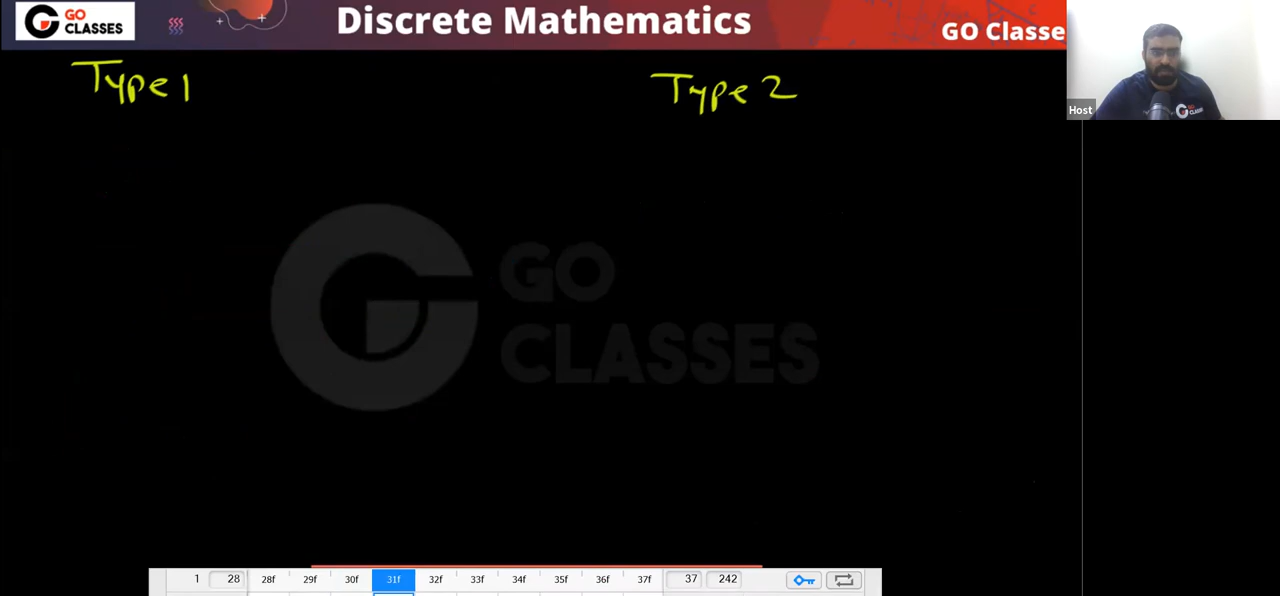 GO
CLASSES
Discrete Mathematics
GO Classe
Type 1
Type 2
Host
GO
CLASSES
1 28 28f 29f 30f 31f 32f 33f 34f 35f 36f 37f 37 242